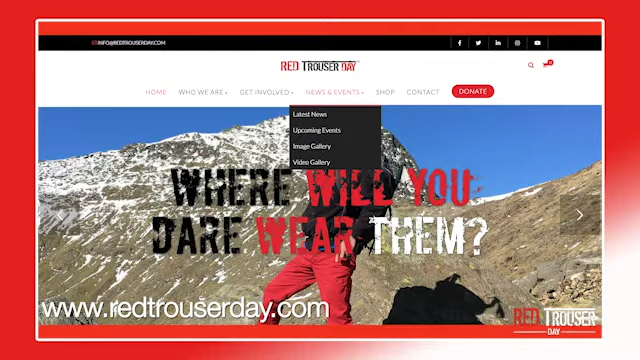 INFO@REDTROUSERDAY.COM
RED TROUSER DAY
0
HOME WHO WE ARE GET INVOLVED NEWS & EVENTS SHOP CONTACT DONATE
Latest News
Upcoming Events
Image Gallery
Video Gallery
WHERE WILL YOU
DARE WEAR THEM?
www.redtrouserday.com
RED TROUSER
DAY